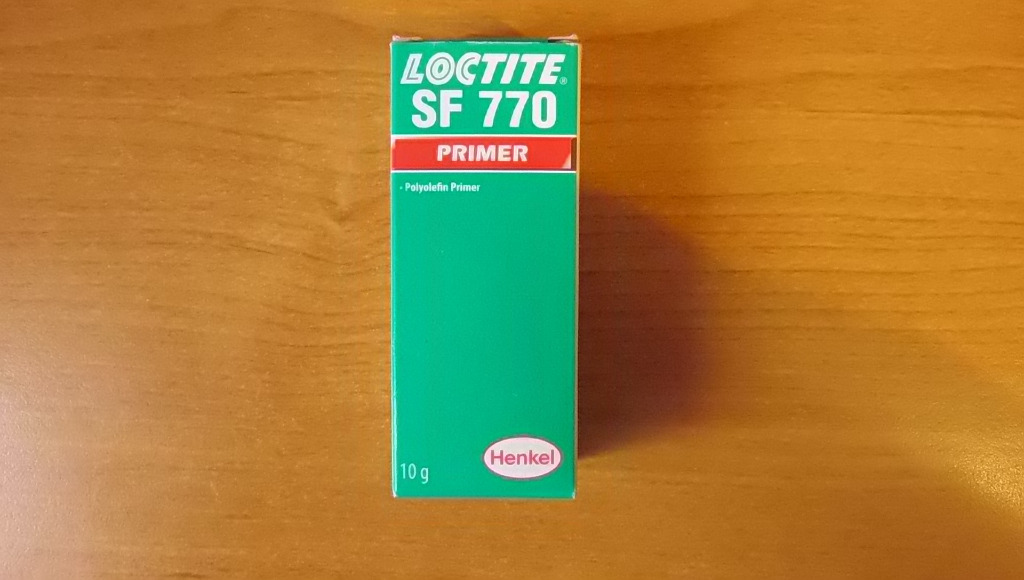 LOCTITE®
SF 770
PRIMER
- Polyolefin Primer
10 g
Henkel